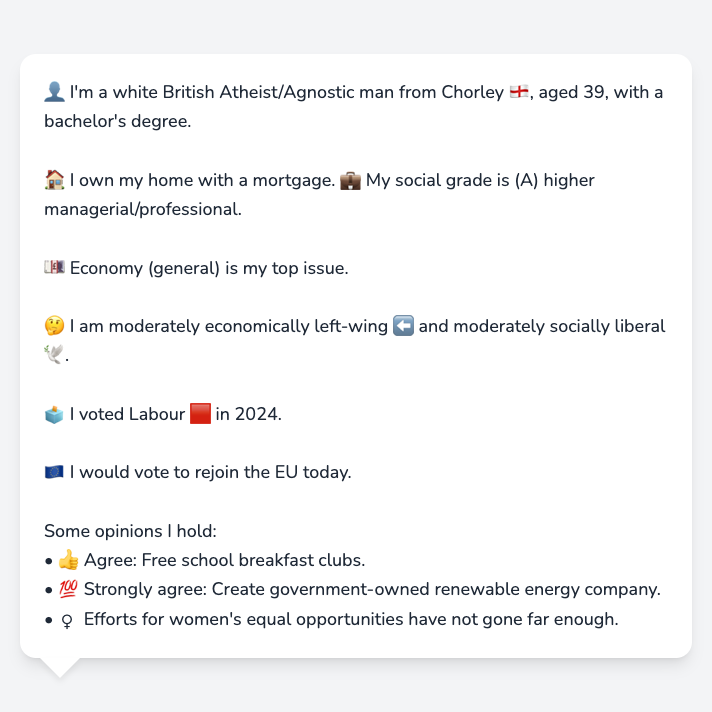 👤 I'm a white British Atheist/Agnostic man from Chorley 🏴󠁧󠁢󠁥󠁮󠁧󠁿, aged 39, with a
bachelor's degree.
🏠 I own my home with a mortgage. 💼 My social grade is (A) higher
managerial/professional.
💷 Economy (general) is my top issue.
🤔 I am moderately economically left-wing ⬅️ and moderately socially liberal
🕊️.
🗳️ I voted Labour 🟥 in 2024.
🇪🇺 I would vote to rejoin the EU today.
Some opinions I hold:
• 👍 Agree: Free school breakfast clubs.
• 💯 Strongly agree: Create government-owned renewable energy company.
• ♀ Efforts for women's equal opportunities have not gone far enough.